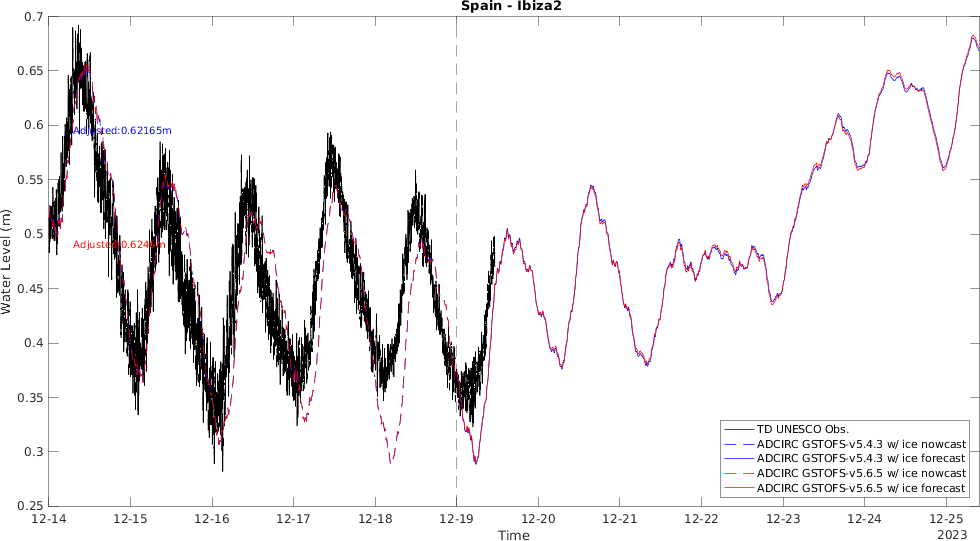 Spain - Ibiza2
0.7
0.65
0.6
0.55
0.5
0.45
0.4
0.35
0.3
0.25
Water Level (m)
Adjusted:0.62165m
12-14
12-15
12-16
12-17
12-18
12-19
12-20
12-21
12-22
12-23
12-24
12-25
2023
Time
TD UNESCO Obs.
ADCIRC GSTOFS-v5.4.3 w/ ice nowcast
ADCIRC GSTOFS-v5.4.3 w/ ice forecast
ADCIRC GSTOFS-v5.6.5 w/ ice nowcast
ADCIRC GSTOFS-v5.6.5 w/ ice forecast